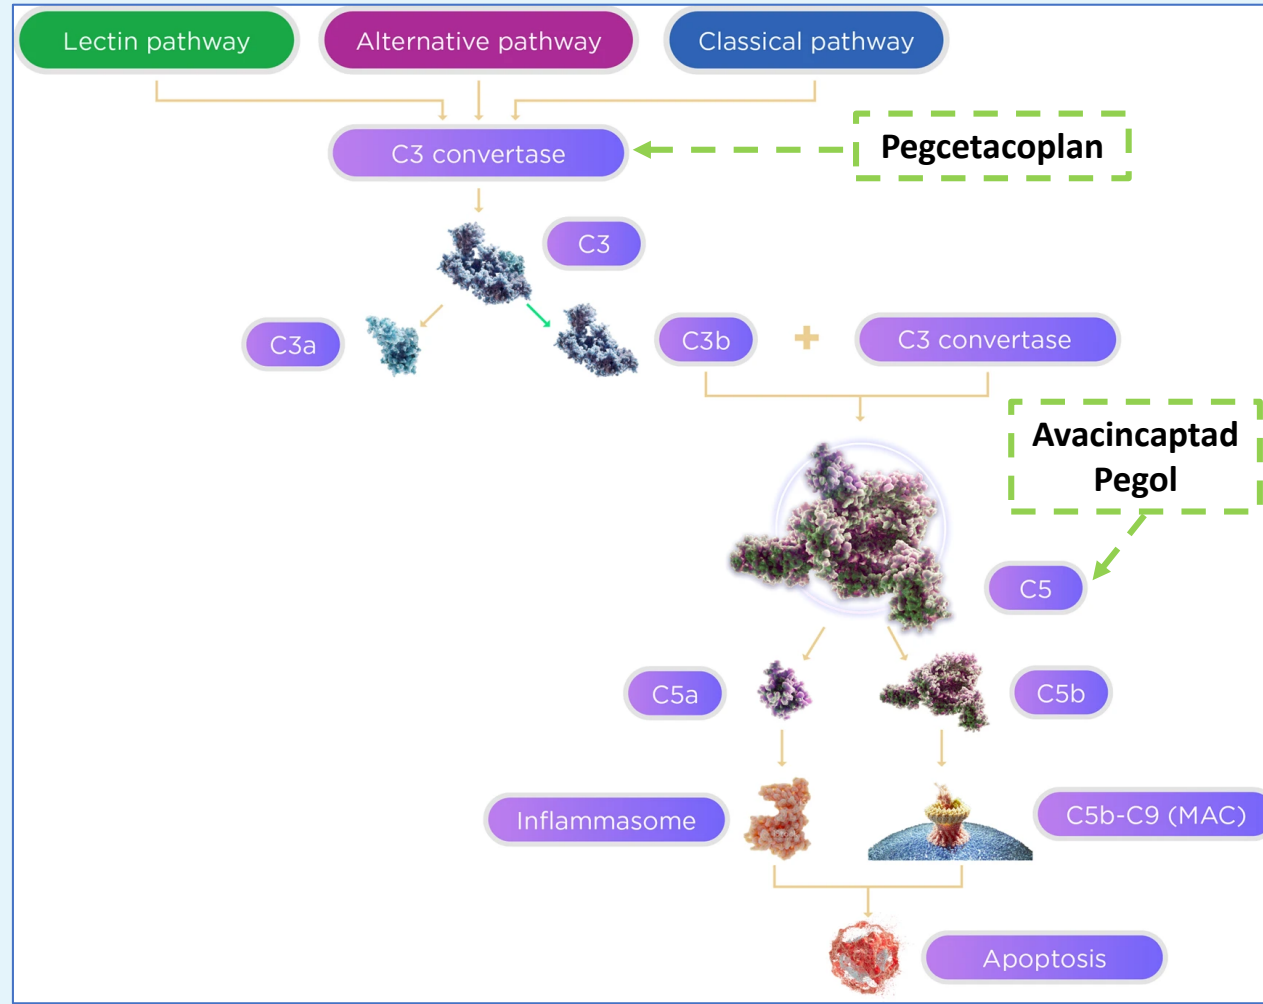 Lectin pathway
Alternative pathway
Classical pathway
C3 convertase
Pegcetacoplan
C3
C3a
C3b
+
C3 convertase
Avacincaptad
Pegol
C5
C5a
C5b
Inflammasome
C5b-C9 (MAC)
Apoptosis